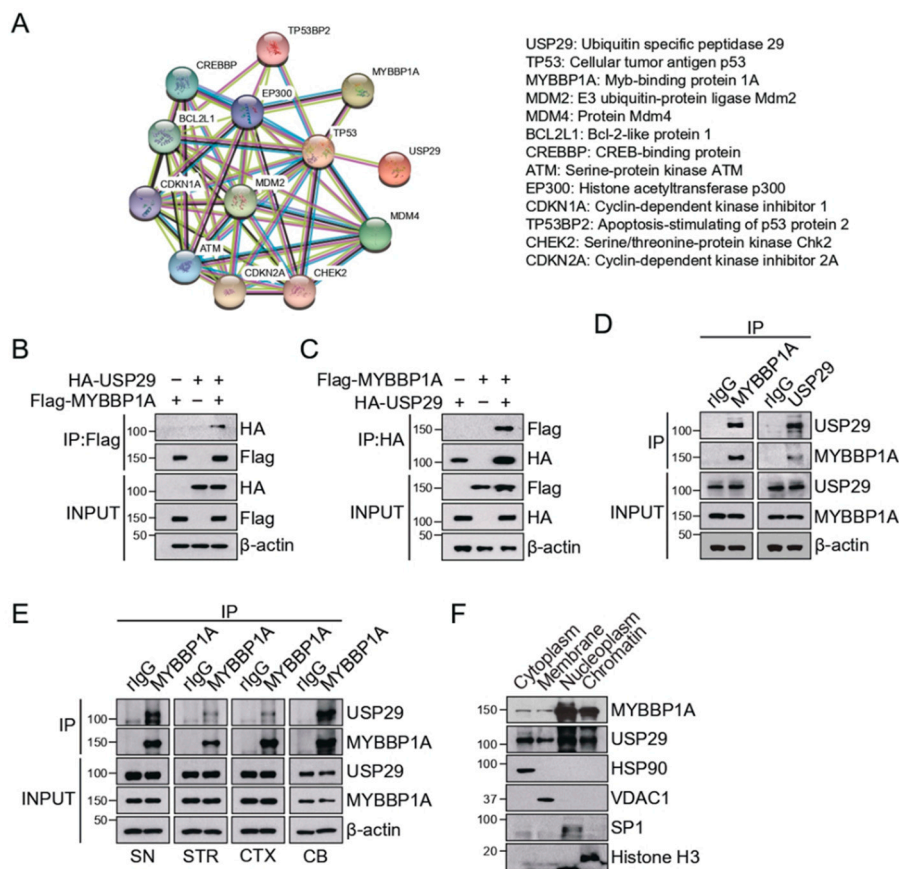 A
TP53BP2
CREBBP
MYBBP1A
EP300
BCL2L1
TP53
USP29
CDKN1A
MDM2
MDM4
ATM
CDKN2A
CHEK2
USP29: Ubiquitin specific peptidase 29
TP53: Cellular tumor antigen p53
MYBBP1A: Myb-binding protein 1A
MDM2: E3 ubiquitin-protein ligase Mdm2
MDM4: Protein Mdm4
BCL2L1: Bcl-2-like protein 1
CREBBP: CREB-binding protein
ATM: Serine-protein kinase ATM
EP300: Histone acetyltransferase p300
CDKN1A: Cyclin-dependent kinase inhibitor 1
TP53BP2: Apoptosis-stimulating of p53 protein 2
CHEK2: Serine/threonine-protein kinase Chk2
CDKN2A: Cyclin-dependent kinase inhibitor 2A
B
HA-USP29 − + +
Flag-MYBBP1A + − +
IP:Flag
100 HA
150 Flag
INPUT
100 HA
150 Flag
50 β-actin
C
Flag-MYBBP1A − + +
HA-USP29 + − +
IP:HA
150 Flag
100 HA
INPUT
150 Flag
100 HA
50 β-actin
D
IP
rIgG MYBBP1A rIgG USP29
IP
100 USP29
150 MYBBP1A
INPUT
100 USP29
150 MYBBP1A
50 β-actin
E
IP
rIgG MYBBP1A rIgG MYBBP1A rIgG MYBBP1A rIgG MYBBP1A
IP
100 USP29
150 MYBBP1A
INPUT
100 USP29
150 MYBBP1A
50 β-actin
SN STR CTX CB
F
Cytoplasm Membrane Nucleoplasm Chromatin
150 MYBBP1A
100 USP29
100 HSP90
37 VDAC1
100 SP1
20 Histone H3